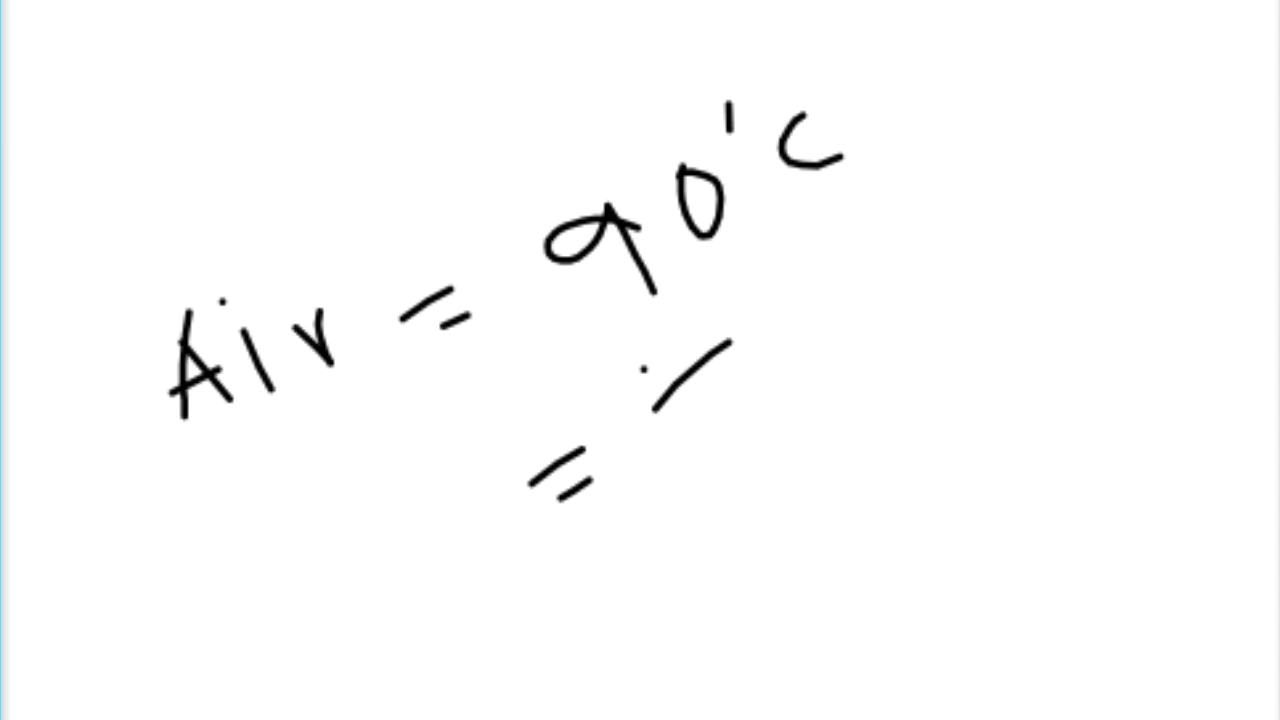 Air = 90'c
=